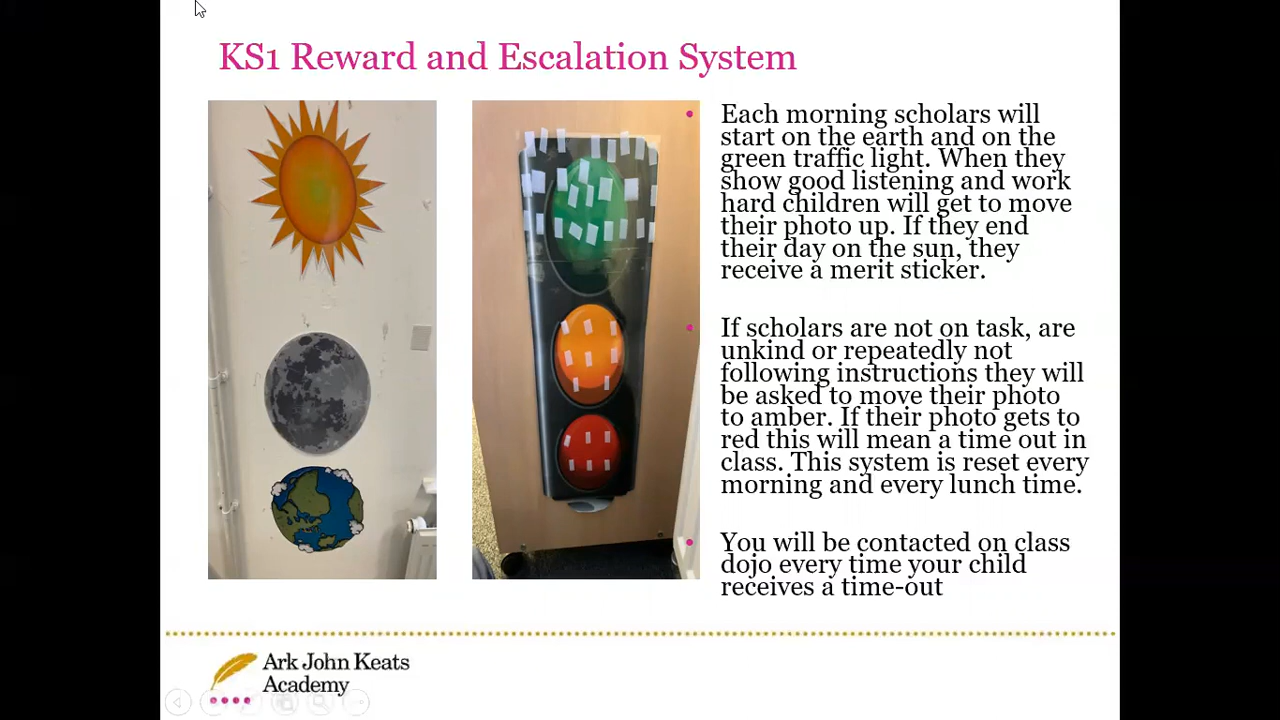 KS1 Reward and Escalation System
Each morning scholars will
start on the earth and on the
green traffic light. When they
show good listening and work
hard children will get to move
their photo up. If they end
their day on the sun, they
receive a merit sticker.
If scholars are not on task, are
unkind or repeatedly not
following instructions they will
be asked to move their photo
to amber. If their photo gets to
red this will mean a time out in
class. This system is reset every
morning and every lunch time.
You will be contacted on class
dojo every time your child
receives a time-out
Ark John Keats
Academy